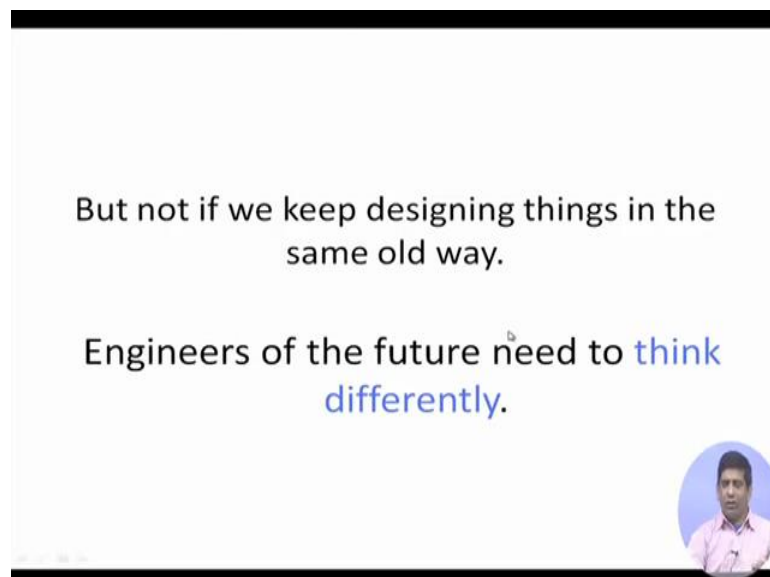 But not if we keep designing things in the
same old way.
Engineers of the future need to think
differently.